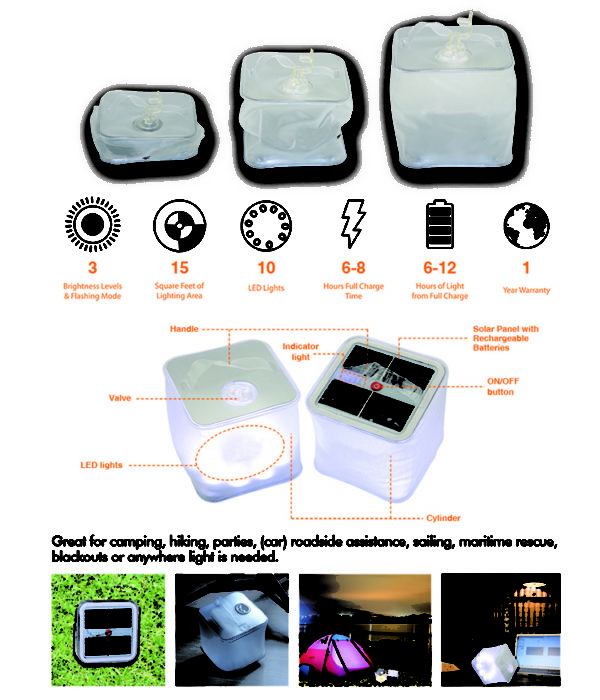 3
Brightness Levels
& Flashing Mode
15
Square Feet of
Lighting Area
10
LED Lights
6-8
Hours Full Charge
Time
6-12
Hours of Light
from Full Charge
1
Year Warranty
Handle
Indicator
light
Solar Panel with
Rechargeable
Batteries
ON/OFF
button
Valve
LED lights
Cylinder
Great for camping, hiking, parties, (car) roadside assistance, sailing, maritime rescue,
blackouts or anywhere light is needed.